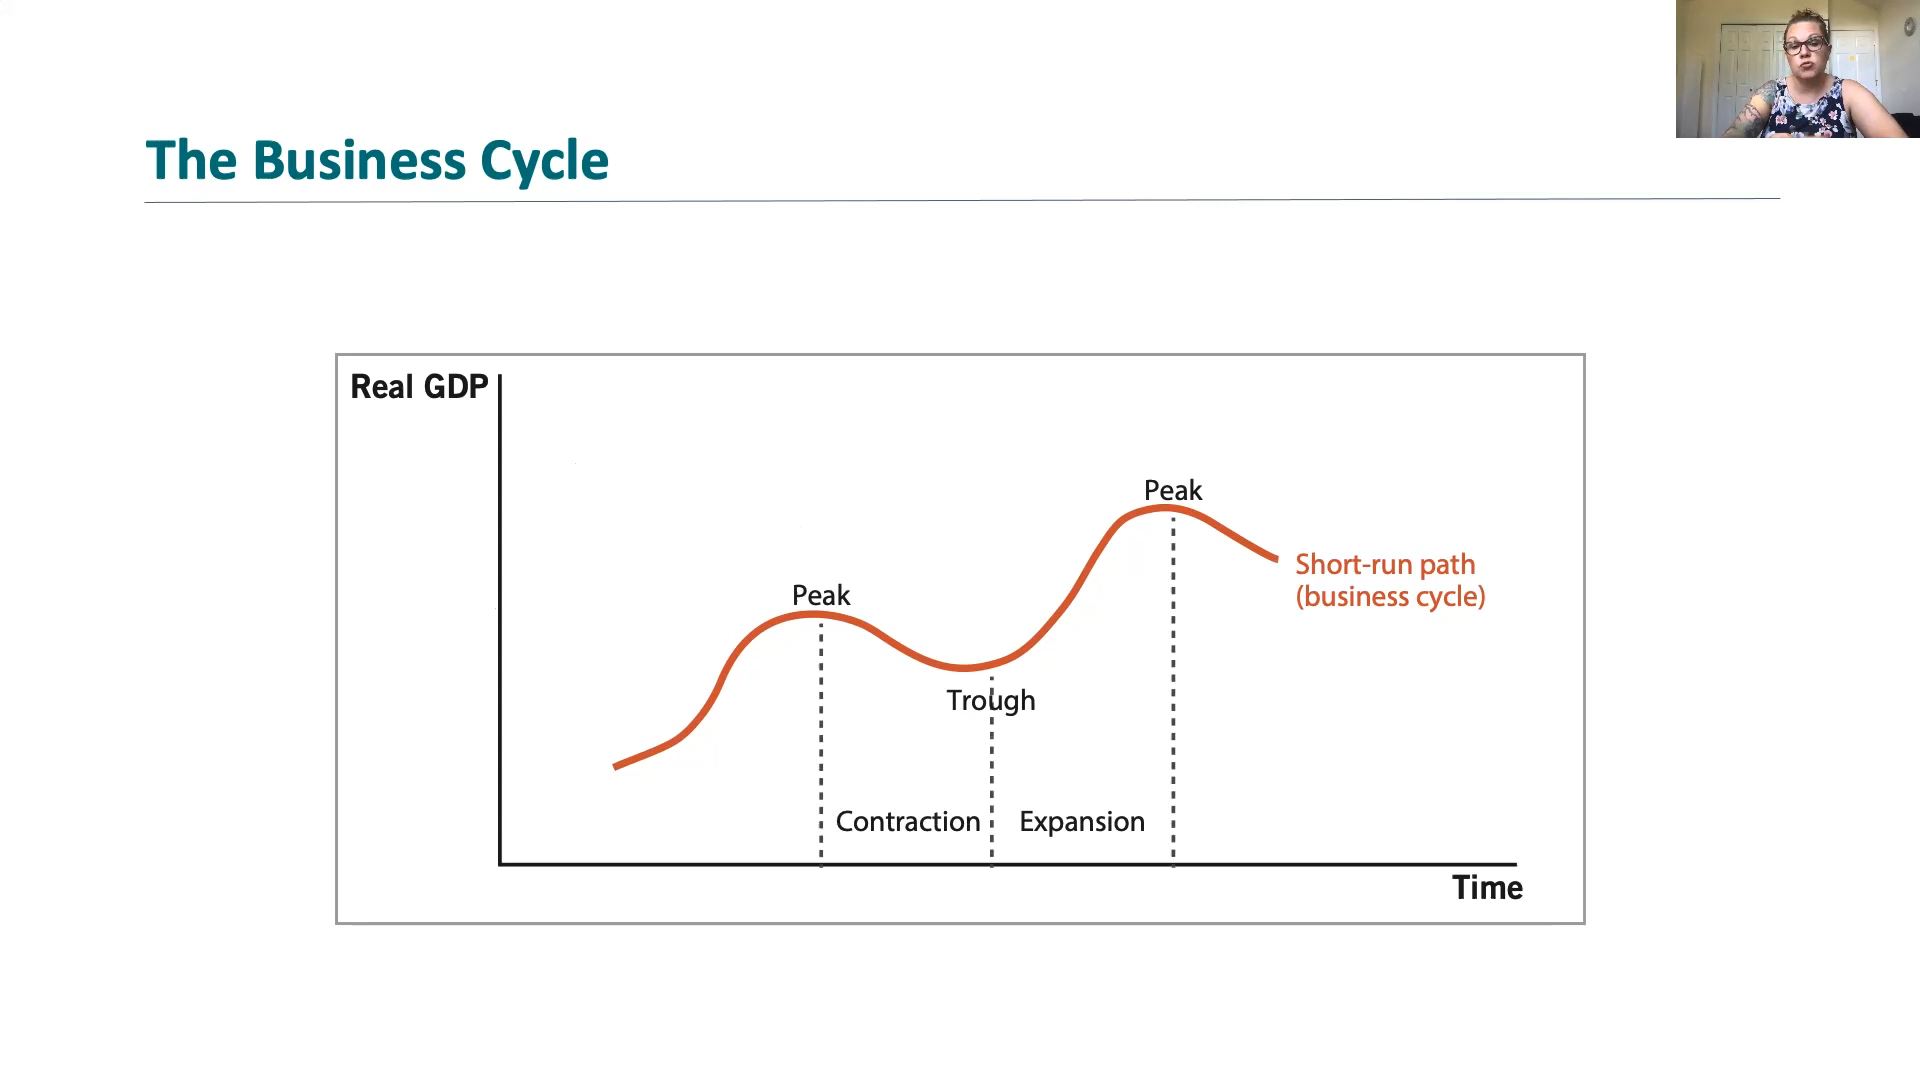 The Business Cycle
Real GDP
Peak
Peak
Short-run path
(business cycle)
Trough
Contraction
Expansion
Time